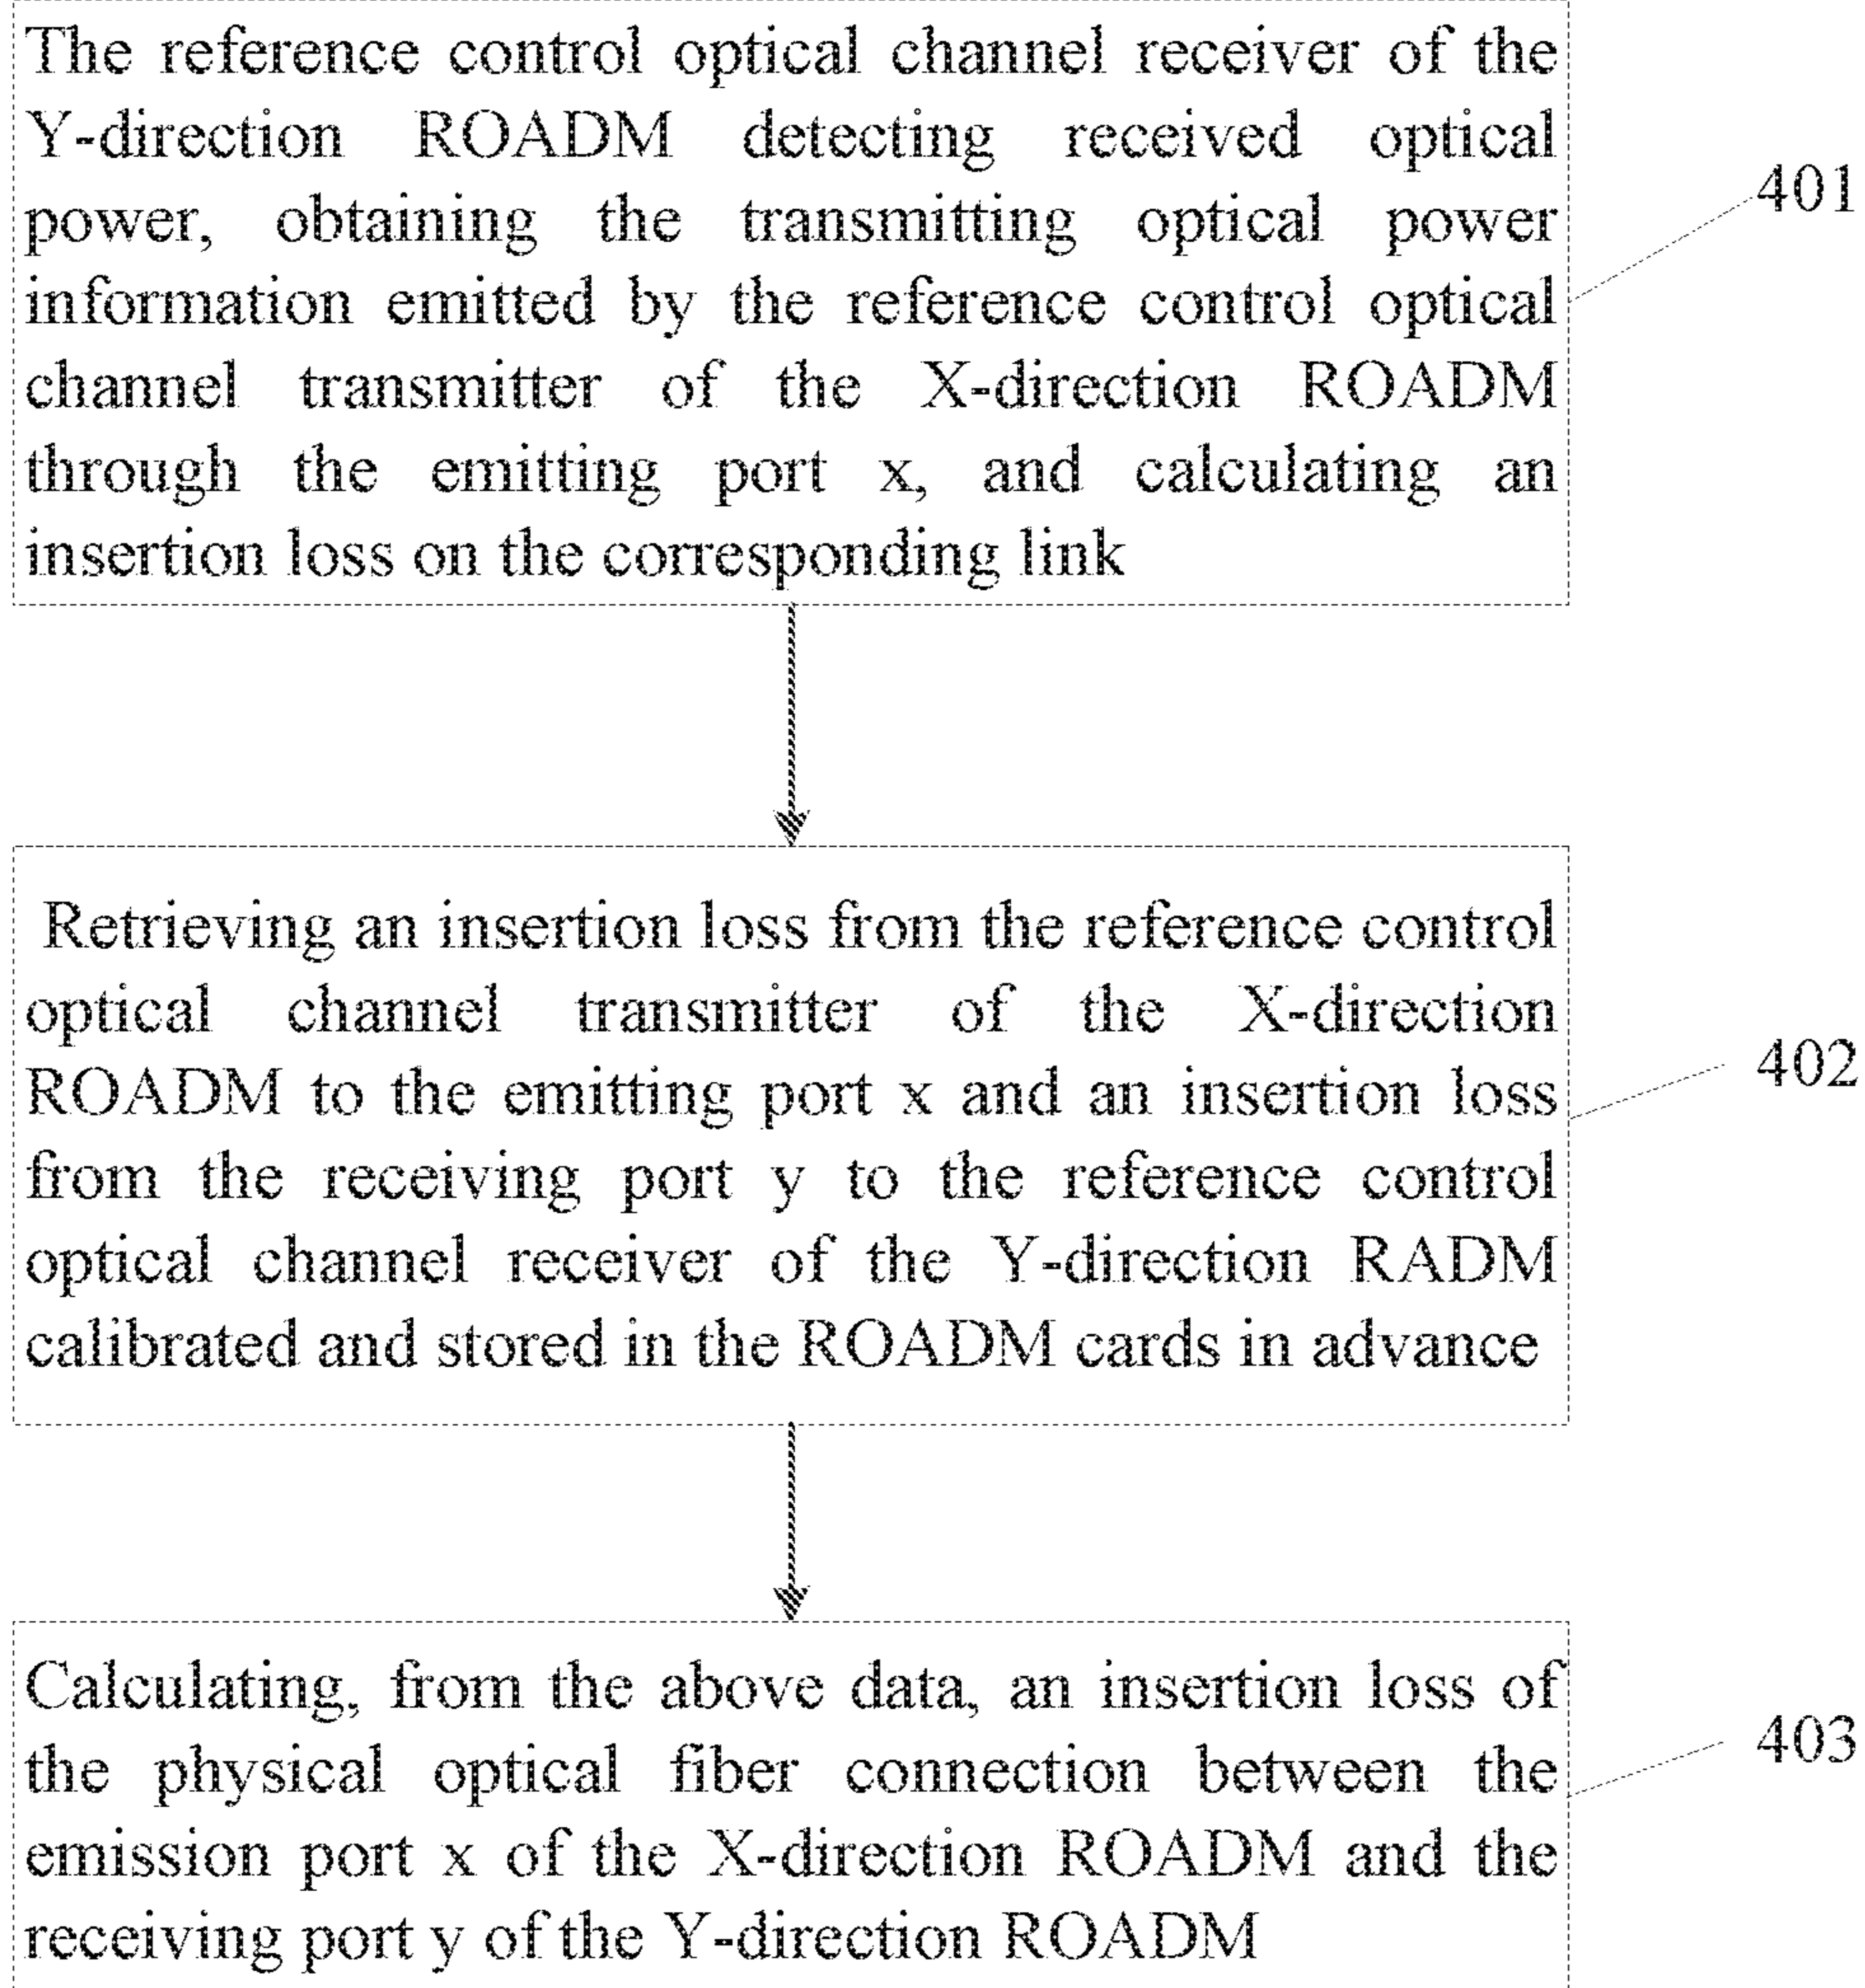 The reference control optical channel receiver of the
Y-direction ROADM detecting received optical
power, obtaining the transmitting optical power
information emitted by the reference control optical
channel transmitter of the X-direction ROADM
through the emitting port x, and calculating an
insertion loss on the corresponding link
401
Retrieving an insertion loss from the reference control
optical channel transmitter of the X-direction
ROADM to the emitting port x and an insertion loss
from the receiving port y to the reference control
optical channel receiver of the Y-direction RADM
calibrated and stored in the ROADM cards in advance
402
Calculating, from the above data, an insertion loss of
the physical optical fiber connection between the
emission port x of the X-direction ROADM and the
receiving port y of the Y-direction ROADM
403